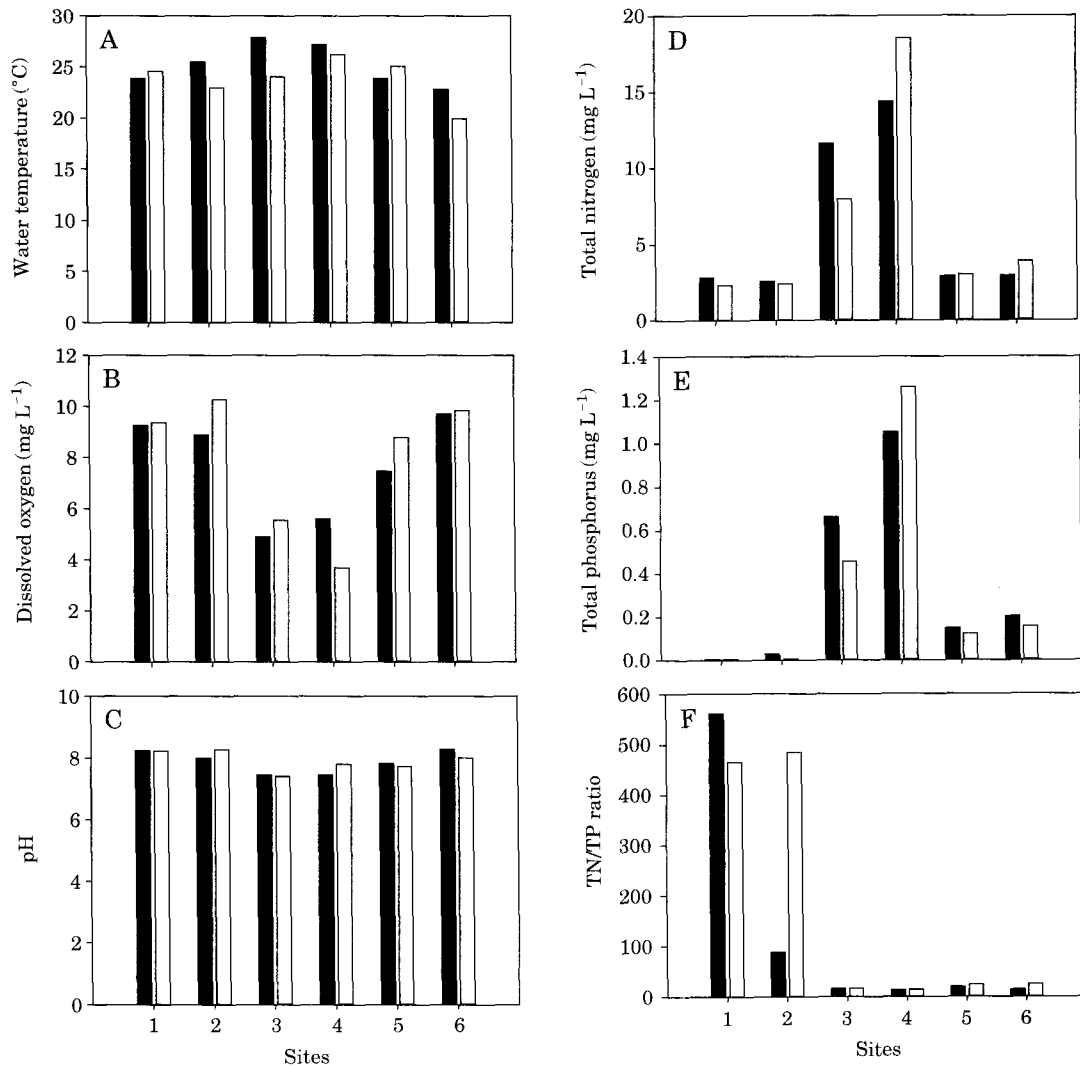 A
Water temperature (°C)
30
25
20
15
10
5
0
B
Dissolved oxygen (mg L⁻¹)
12
10
8
6
4
2
0
C
pH
10
8
6
4
2
0
1 2 3 4 5 6
Sites
D
Total nitrogen (mg L⁻¹)
20
15
10
5
0
E
Total phosphorus (mg L⁻¹)
1.4
1.2
1.0
0.8
0.6
0.4
0.2
0.0
F
TN/TP ratio
600
500
400
300
200
100
0
1 2 3 4 5 6
Sites